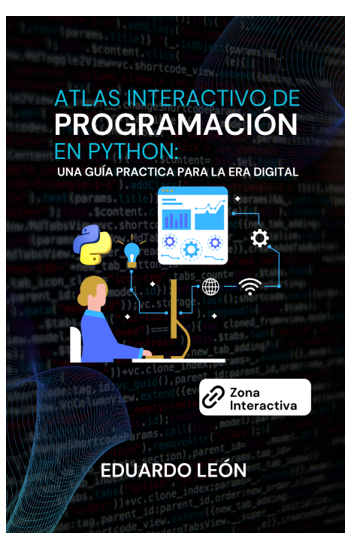 ATLAS INTERACTIVO DE
PROGRAMACIÓN
EN PYTHON:
UNA GUÍA PRACTICA PARA LA ERA DIGITAL
Zona
Interactiva
EDUARDO LEÓN